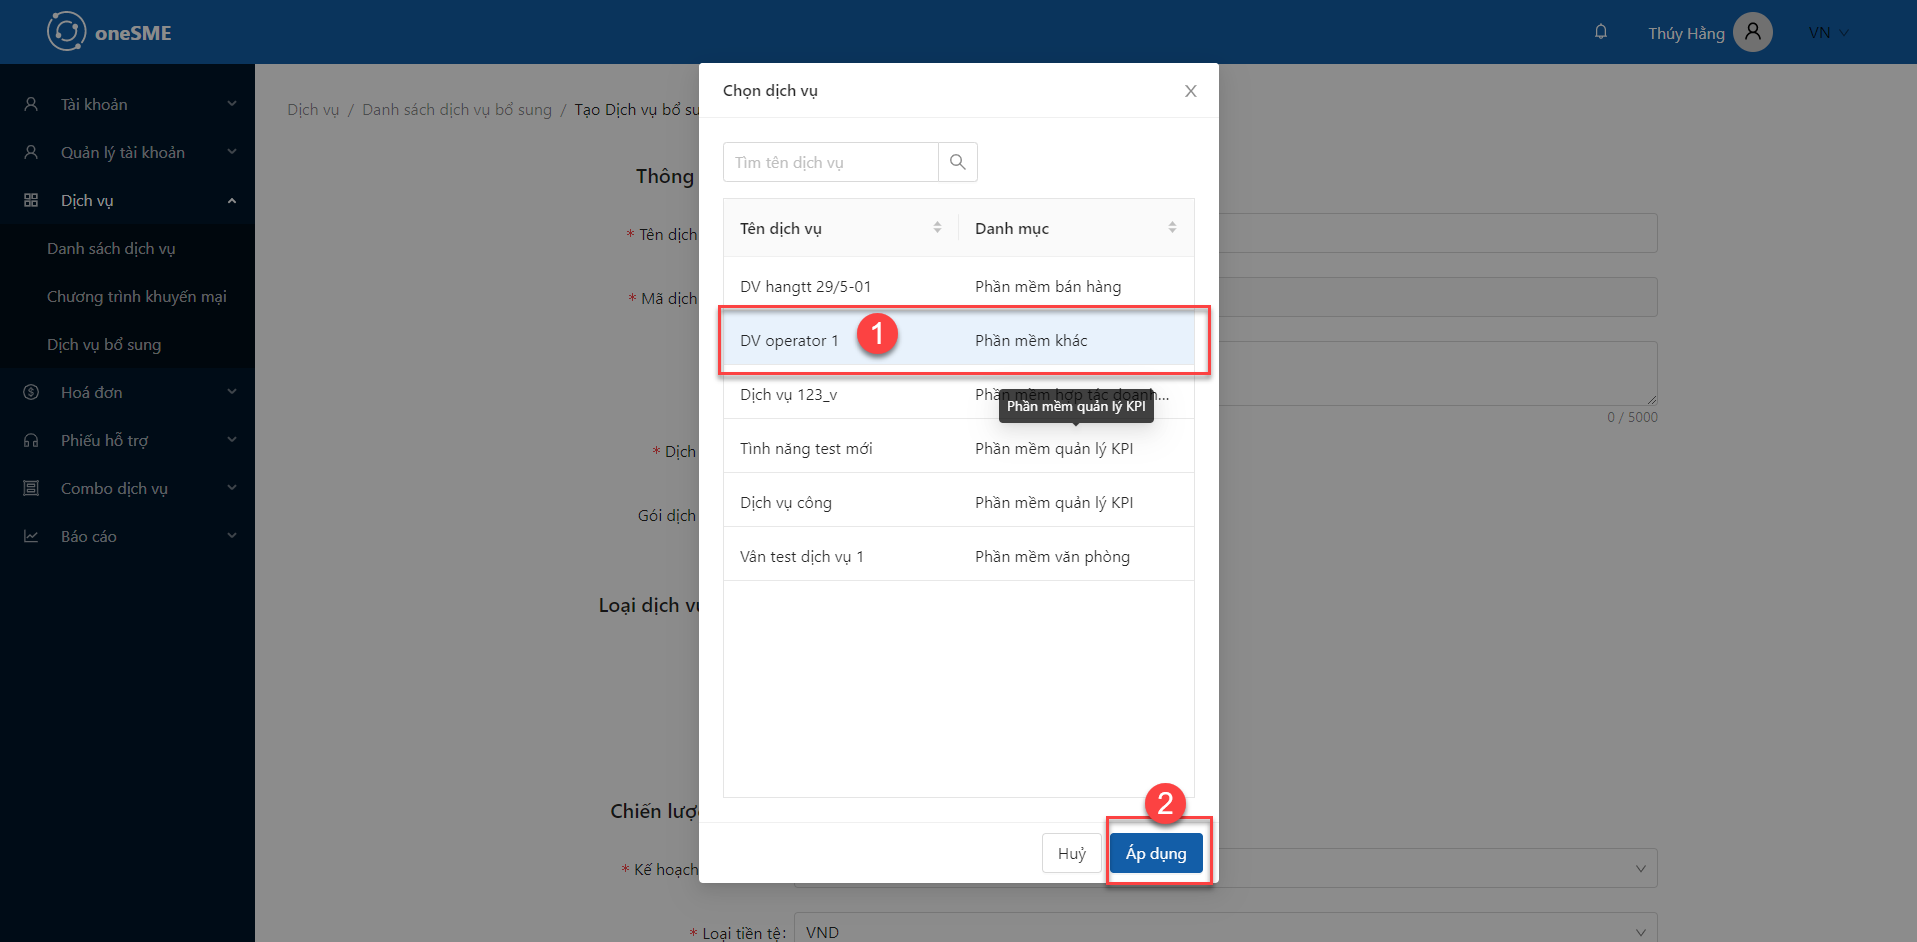 oneSME
Thúy Hằng
VN
Tài khoản
Quản lý tài khoản
Dịch vụ
Danh sách dịch vụ
Chương trình khuyến mại
Dịch vụ bổ sung
Hoá đơn
Phiếu hỗ trợ
Combo dịch vụ
Báo cáo
Dịch vụ / Danh sách dịch vụ bổ sung / Tạo Dịch vụ bổ su
Thông
* Tên dịch
* Mã dịch
0 / 5000
* Dịch
Gói dịch
Loại dịch vụ
Chiến lược
* Kế hoạch
* Loại tiền tệ: VND
Chọn dịch vụ
Tìm tên dịch vụ
Tên dịch vụ Danh mục
DV hangtt 29/5-01 Phần mềm bán hàng
DV operator 1 1 Phần mềm khác
Dịch vụ 123_v Phần mềm hợp tác doanh...
Phần mềm quản lý KPI
Tình năng test mới Phần mềm quản lý KPI
Dịch vụ công Phần mềm quản lý KPI
Vân test dịch vụ 1 Phần mềm văn phòng
2
Huỷ Áp dụng